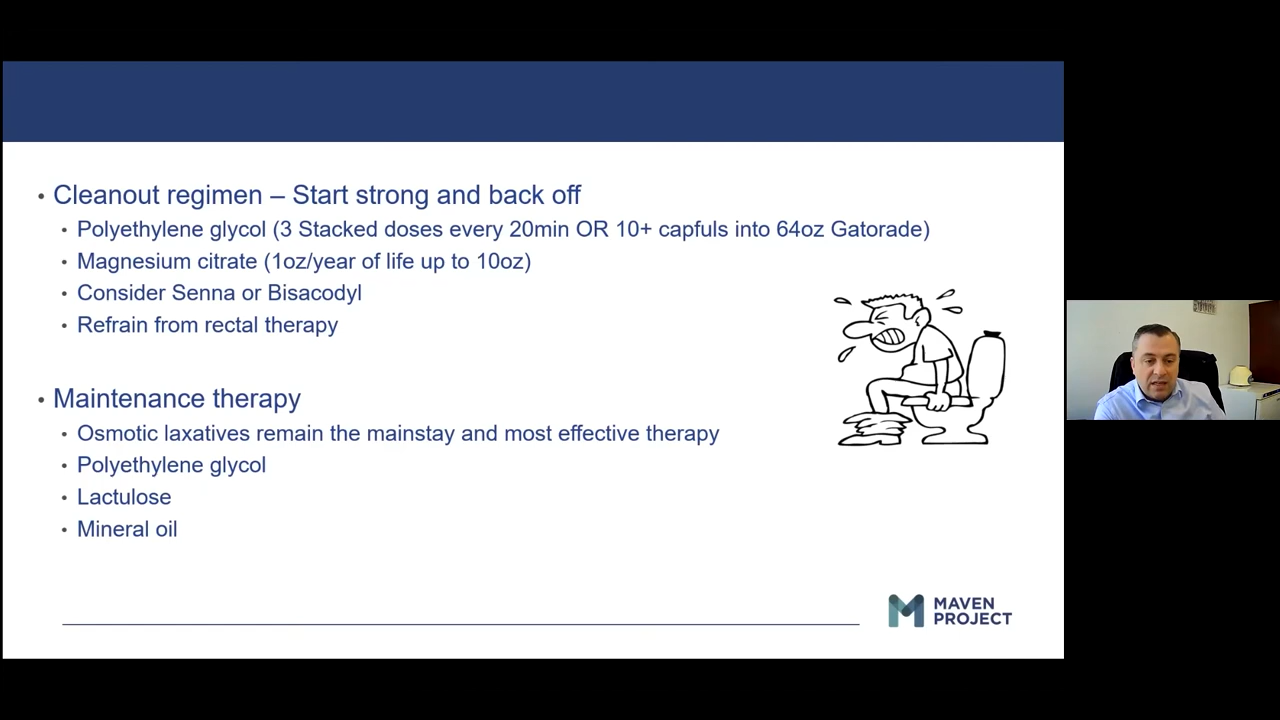 • Cleanout regimen – Start strong and back off
• Polyethylene glycol (3 Stacked doses every 20min OR 10+ capfuls into 64oz Gatorade)
• Magnesium citrate (1oz/year of life up to 10oz)
• Consider Senna or Bisacodyl
• Refrain from rectal therapy
• Maintenance therapy
• Osmotic laxatives remain the mainstay and most effective therapy
• Polyethylene glycol
• Lactulose
• Mineral oil
MAVEN
PROJECT